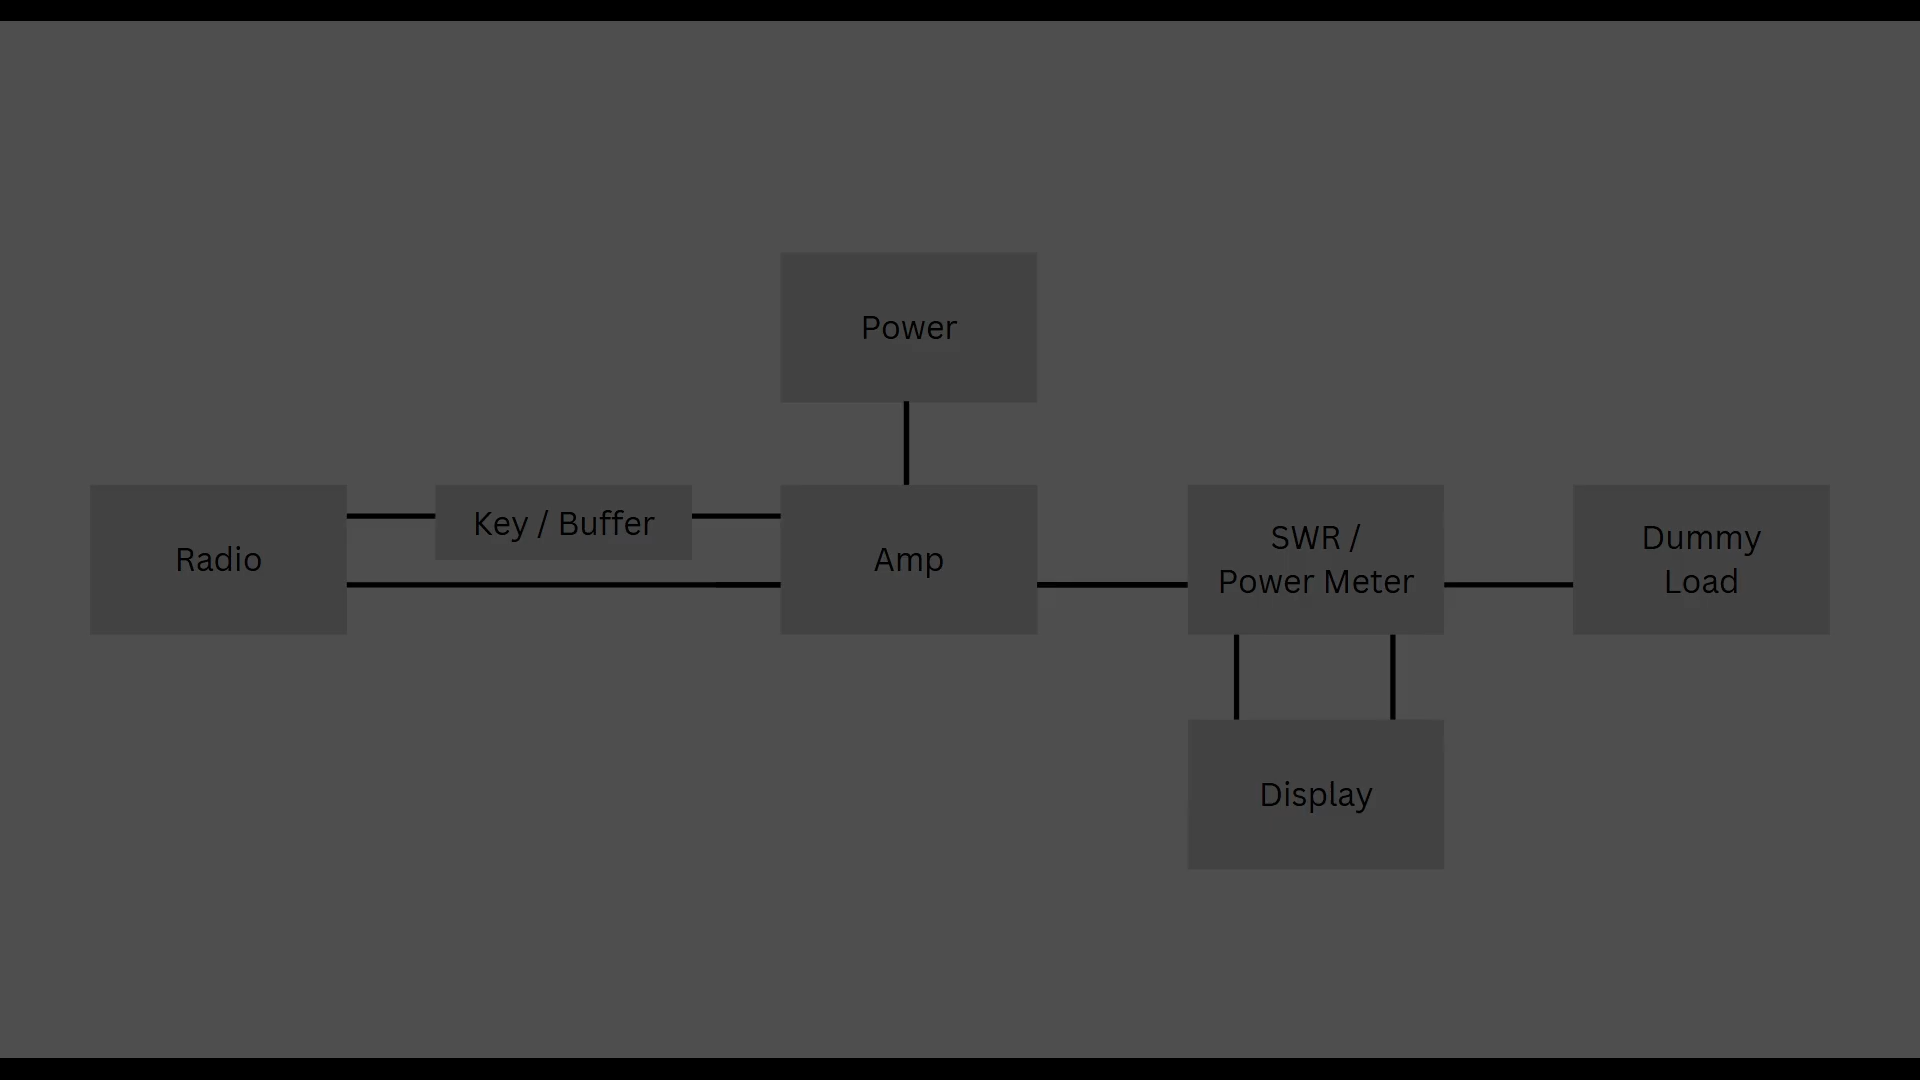 Power
Radio
Key / Buffer
Amp
SWR /
Power Meter
Dummy
Load
Display